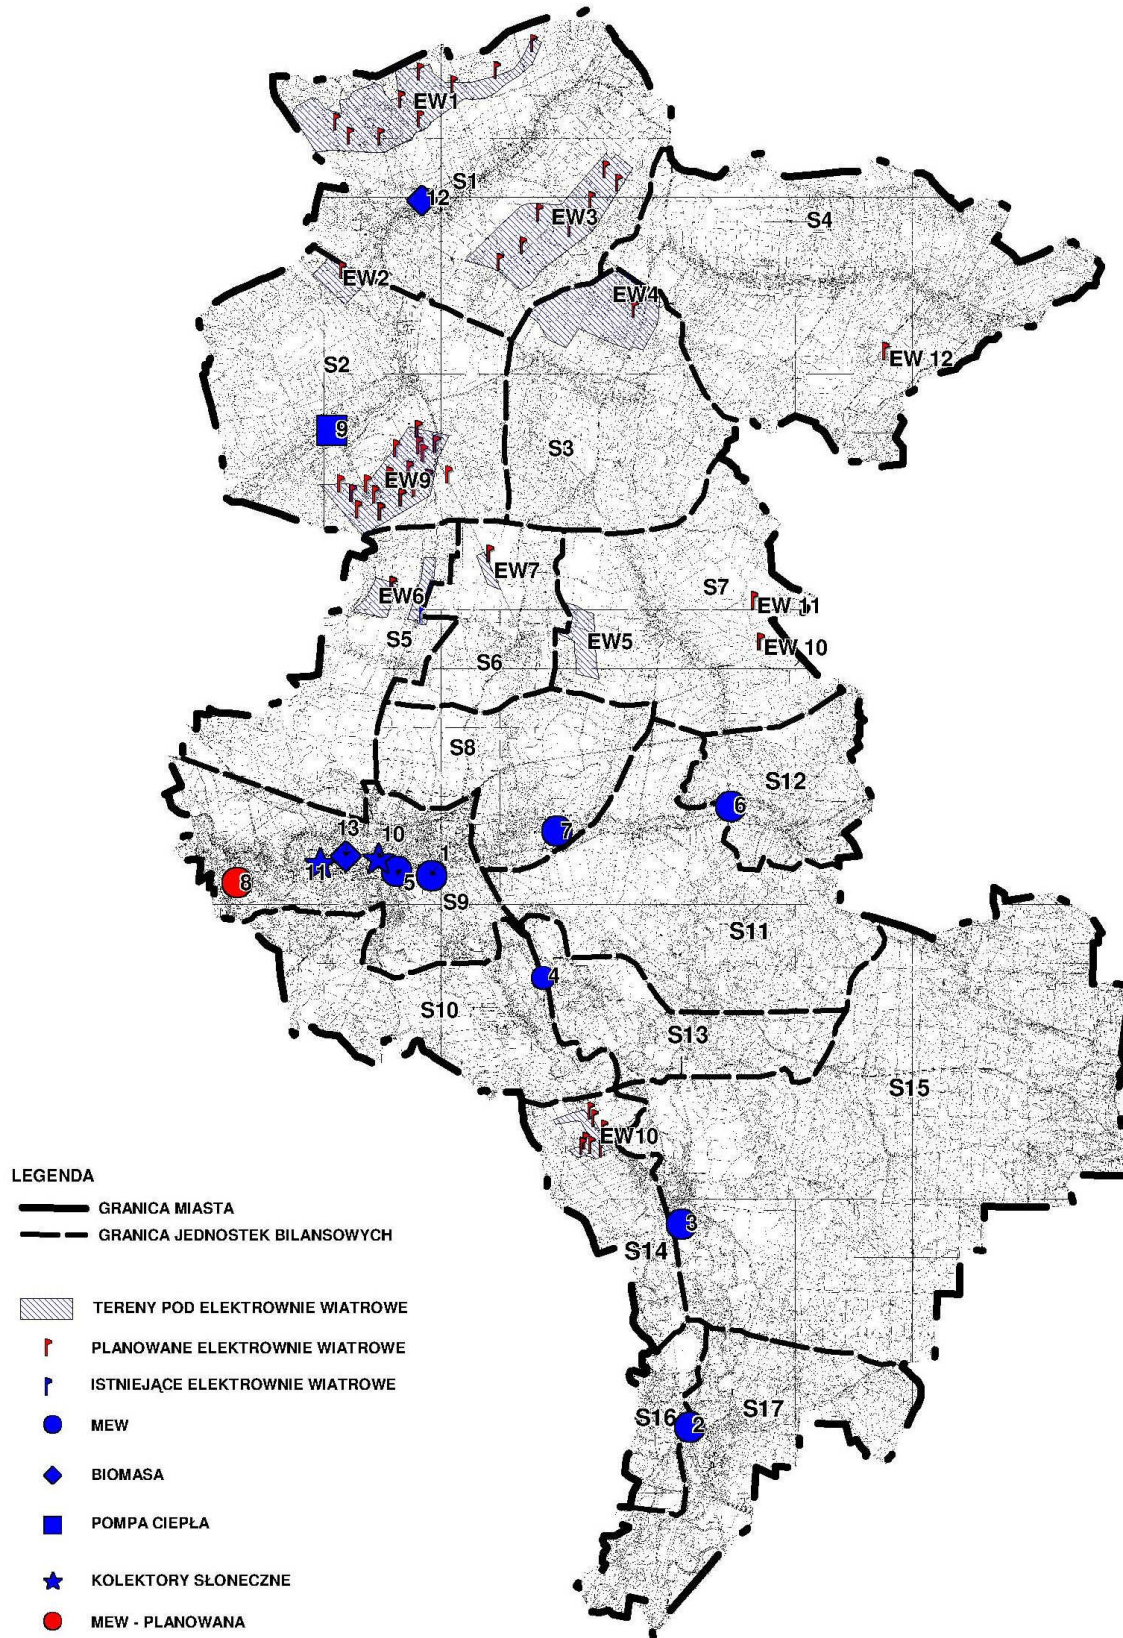 EW1
S1
12
EW3
S4
EW2
EW4
EW 12
S2
9
S3
EW9
EW7
S7
EW6
EW 11
S5
EW5
EW 10
S6
S8
S12
6
7
13
10
1
11
5
8
S9
S11
4
S10
S13
S15
EW10
LEGENDA
GRANICA MIASTA
3
GRANICA JEDNOSTEK BILANSOWYCH
S14
TERENY POD ELEKTROWNIE WIATROWE
PLANOWANE ELEKTROWNIE WIATROWE
ISTNIEJĄCE ELEKTROWNIE WIATROWE
S16
S17
2
MEW
BIOMASA
POMPA CIEPŁA
KOLEKTORY SŁONECZNE
MEW - PLANOWANA